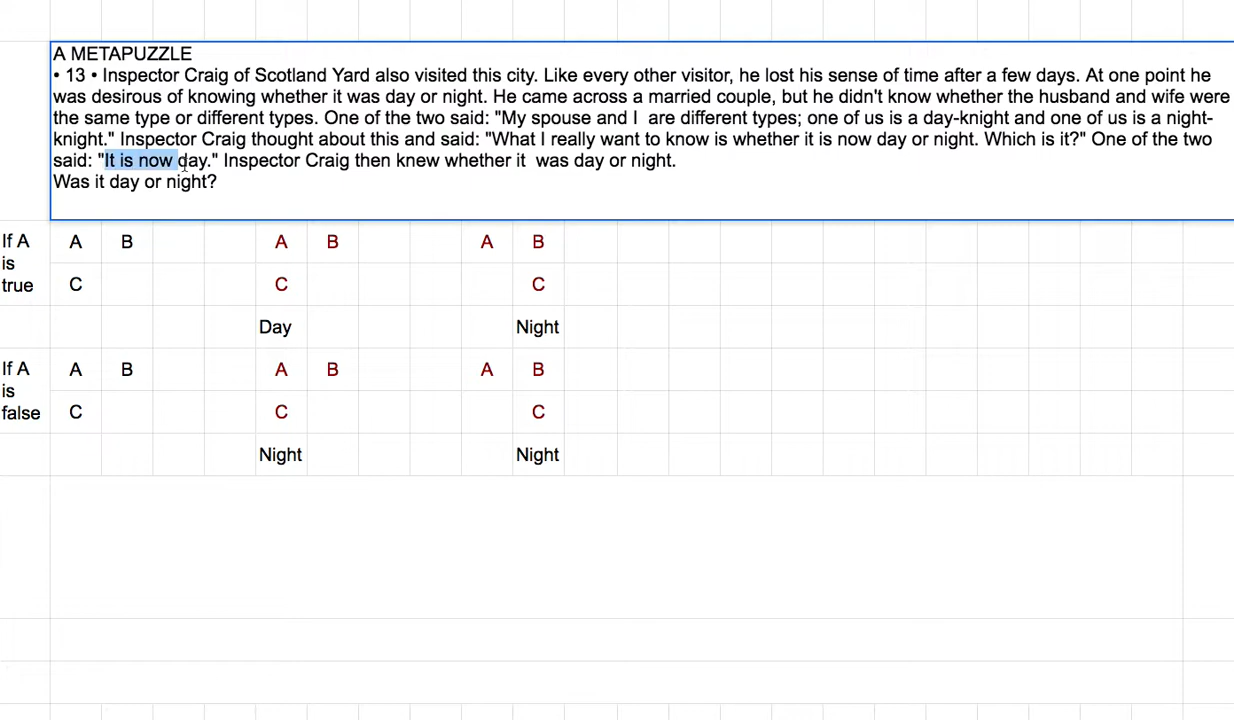 A METAPUZZLE
• 13 • Inspector Craig of Scotland Yard also visited this city. Like every other visitor, he lost his sense of time after a few days. At one point he
was desirous of knowing whether it was day or night. He came across a married couple, but he didn't know whether the husband and wife were
the same type or different types. One of the two said: "My spouse and I are different types; one of us is a day-knight and one of us is a night-
knight." Inspector Craig thought about this and said: "What I really want to know is whether it is now day or night. Which is it?" One of the two
said: "It is now day." Inspector Craig then knew whether it was day or night.
Was it day or night?
If A A B A B A B
is
true C C C
Day Night
If A A B A B A B
is
false C C C
Night Night